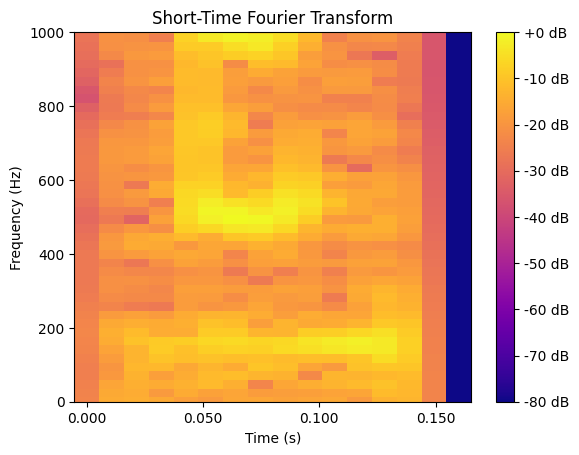 Short-Time Fourier Transform
1000
800
600
400
200
0
Frequency (Hz)
0.000
0.050
0.100
0.150
Time (s)
+0 dB
-10 dB
-20 dB
-30 dB
-40 dB
-50 dB
-60 dB
-70 dB
-80 dB